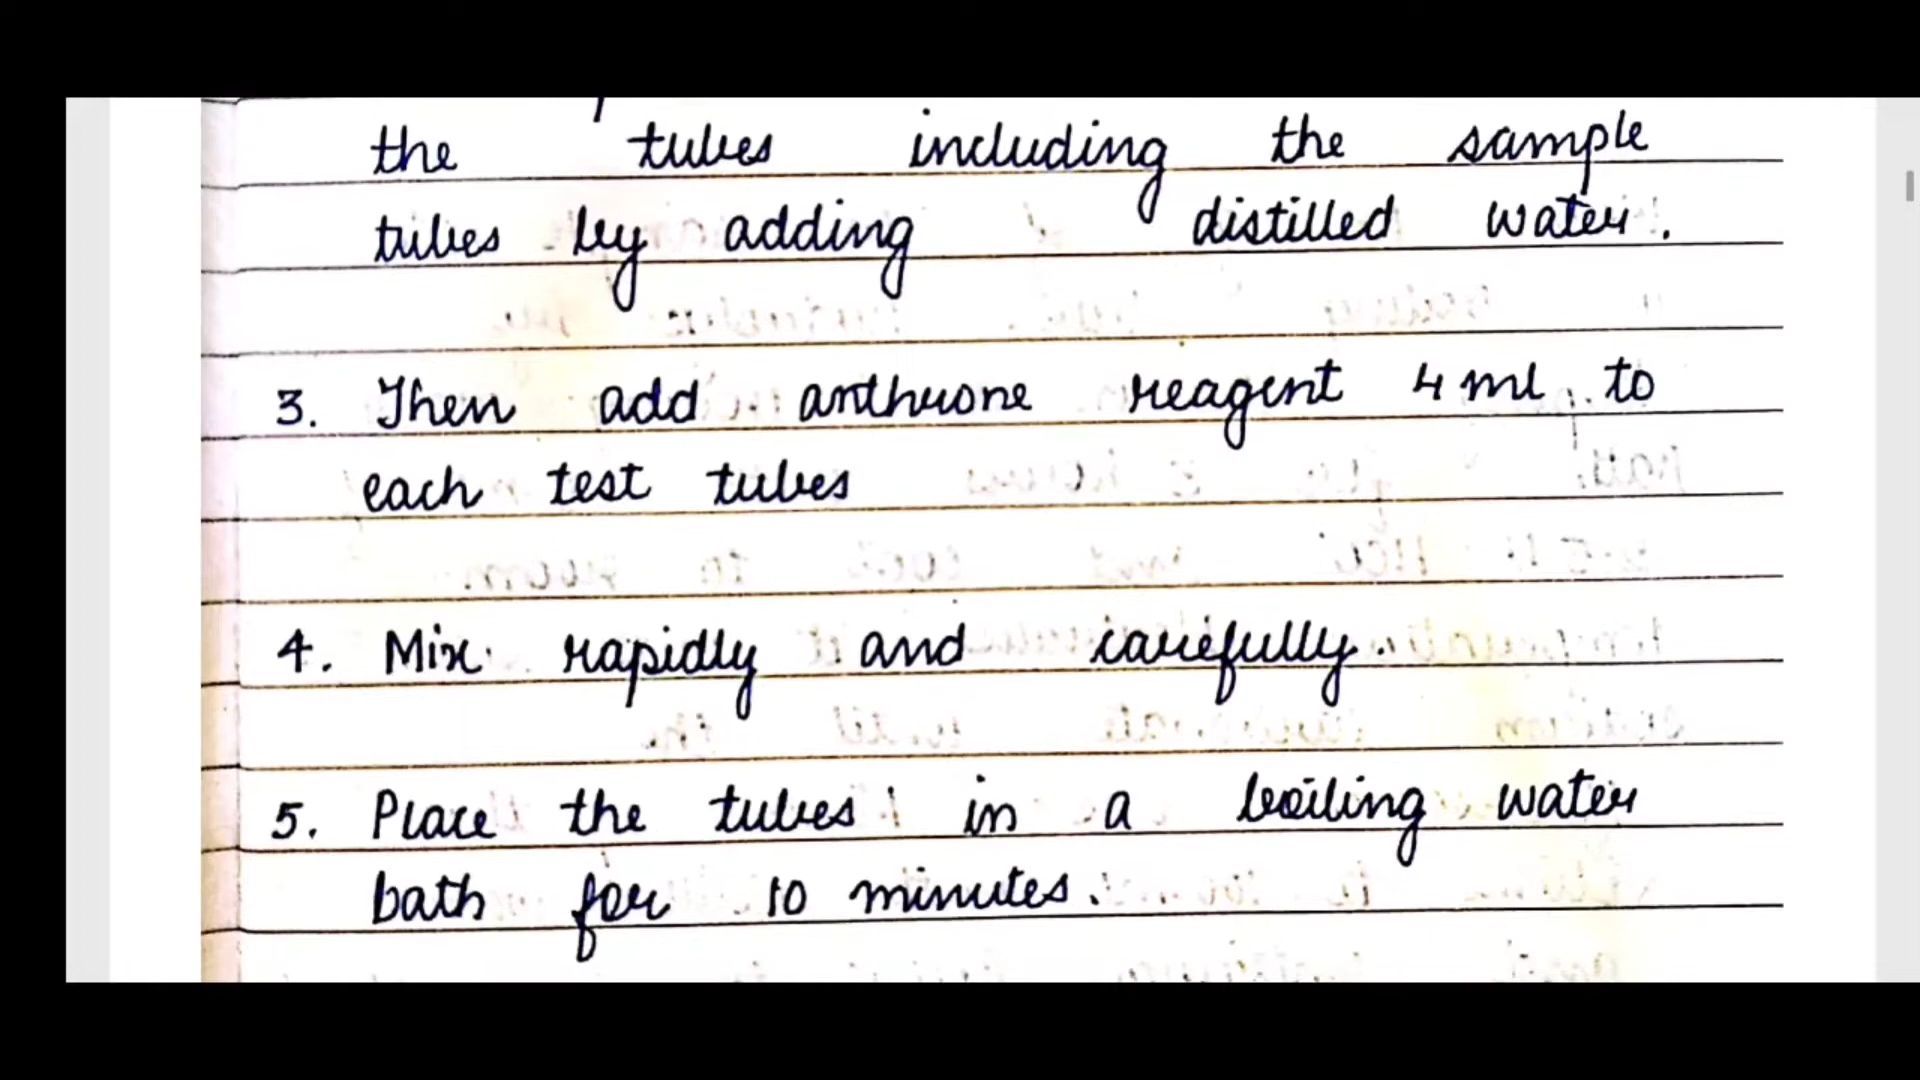 the tubes including the sample
tubes by adding distilled water.
3. Then add anthrone reagent 4 ml to
each test tubes
4. Mix rapidly and carefully.
5. Place the tubes in a boiling water
bath for 10 minutes.